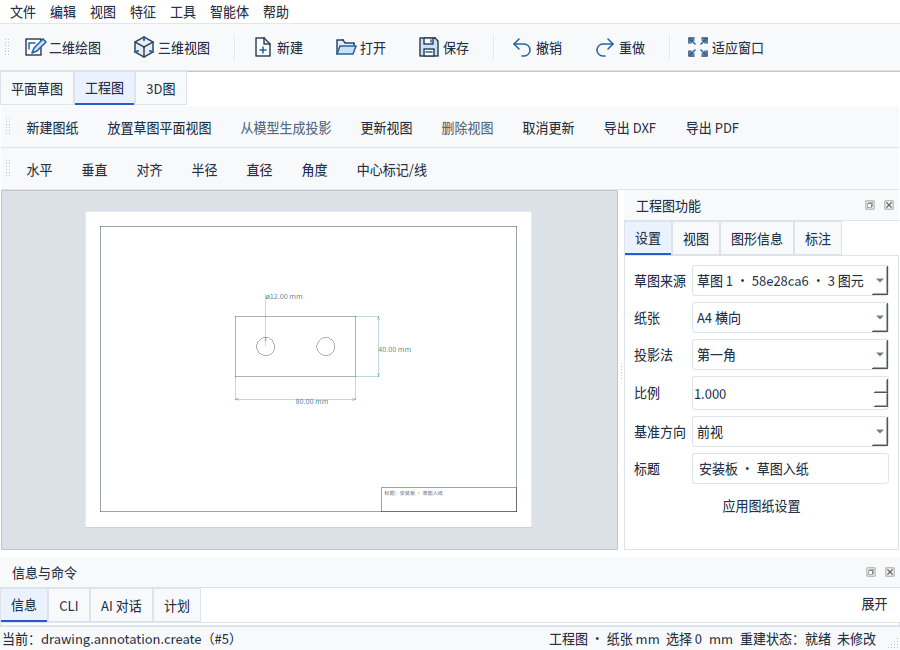 文件 编辑 视图 特征 工具 智能体 帮助
二维绘图 三维视图 新建 打开 保存 撤销 重做 适应窗口
平面草图 工程图 3D图
新建图纸 放置草图平面视图 从模型生成投影 更新视图 删除视图 取消更新 导出 DXF 导出 PDF
水平 垂直 对齐 半径 直径 角度 中心标记/线
工程图功能
设置 视图 图形信息 标注
草图来源 草图 1 · 58e28ca6 · 3 图元
纸张 A4 横向
投影法 第一角
比例 1.000
基准方向 前视
标题 安装板 · 草图入纸
应用图纸设置
ø12.00 mm
40.00 mm
80.00 mm
标题：安装板 · 草图入纸
信息与命令
信息 CLI AI 对话 计划 展开
当前：drawing.annotation.create（#5） 工程图 · 纸张 mm 选择 0 mm 重建状态：就绪 未修改